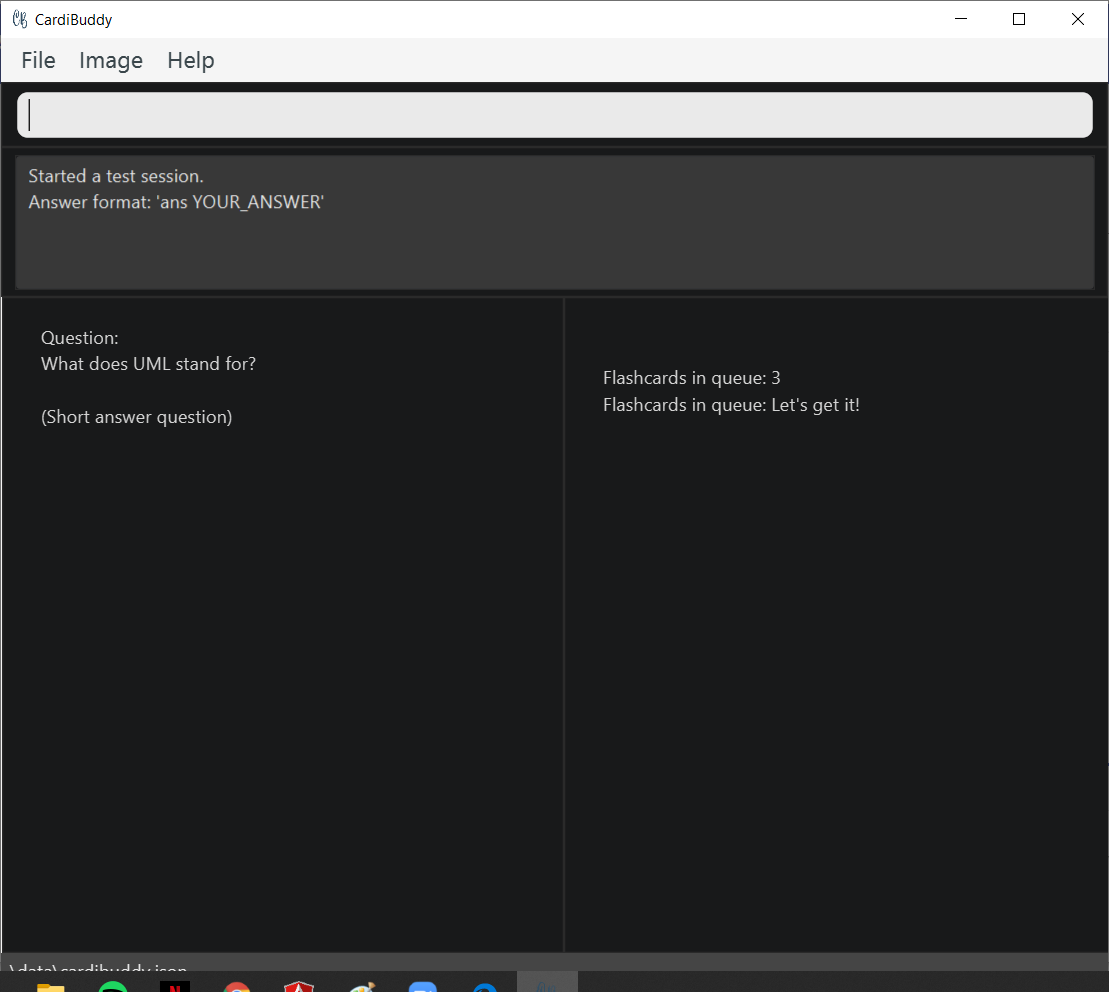 CardiBuddy
File Image Help
Started a test session.
Answer format: 'ans YOUR_ANSWER'
Question:
What does UML stand for?
(Short answer question)
Flashcards in queue: 3
Flashcards in queue: Let's get it!
\data\cardibuddy.json